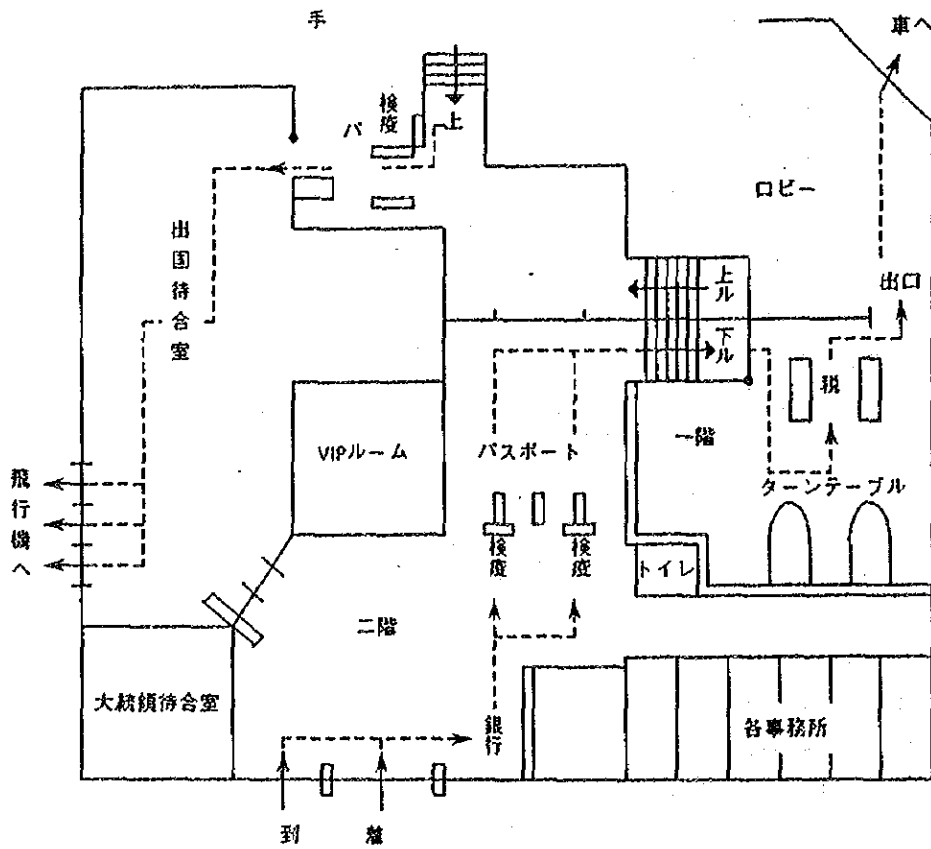 手
車へ
検疫
パ
上
ロビー
出国待合室
上ル
出口
下ル
税
VIPルーム
パスポート
一階
飛行機へ
ターンテーブル
検疫
検疫
トイレ
二階
大統領待合室
銀行
各事務所
到